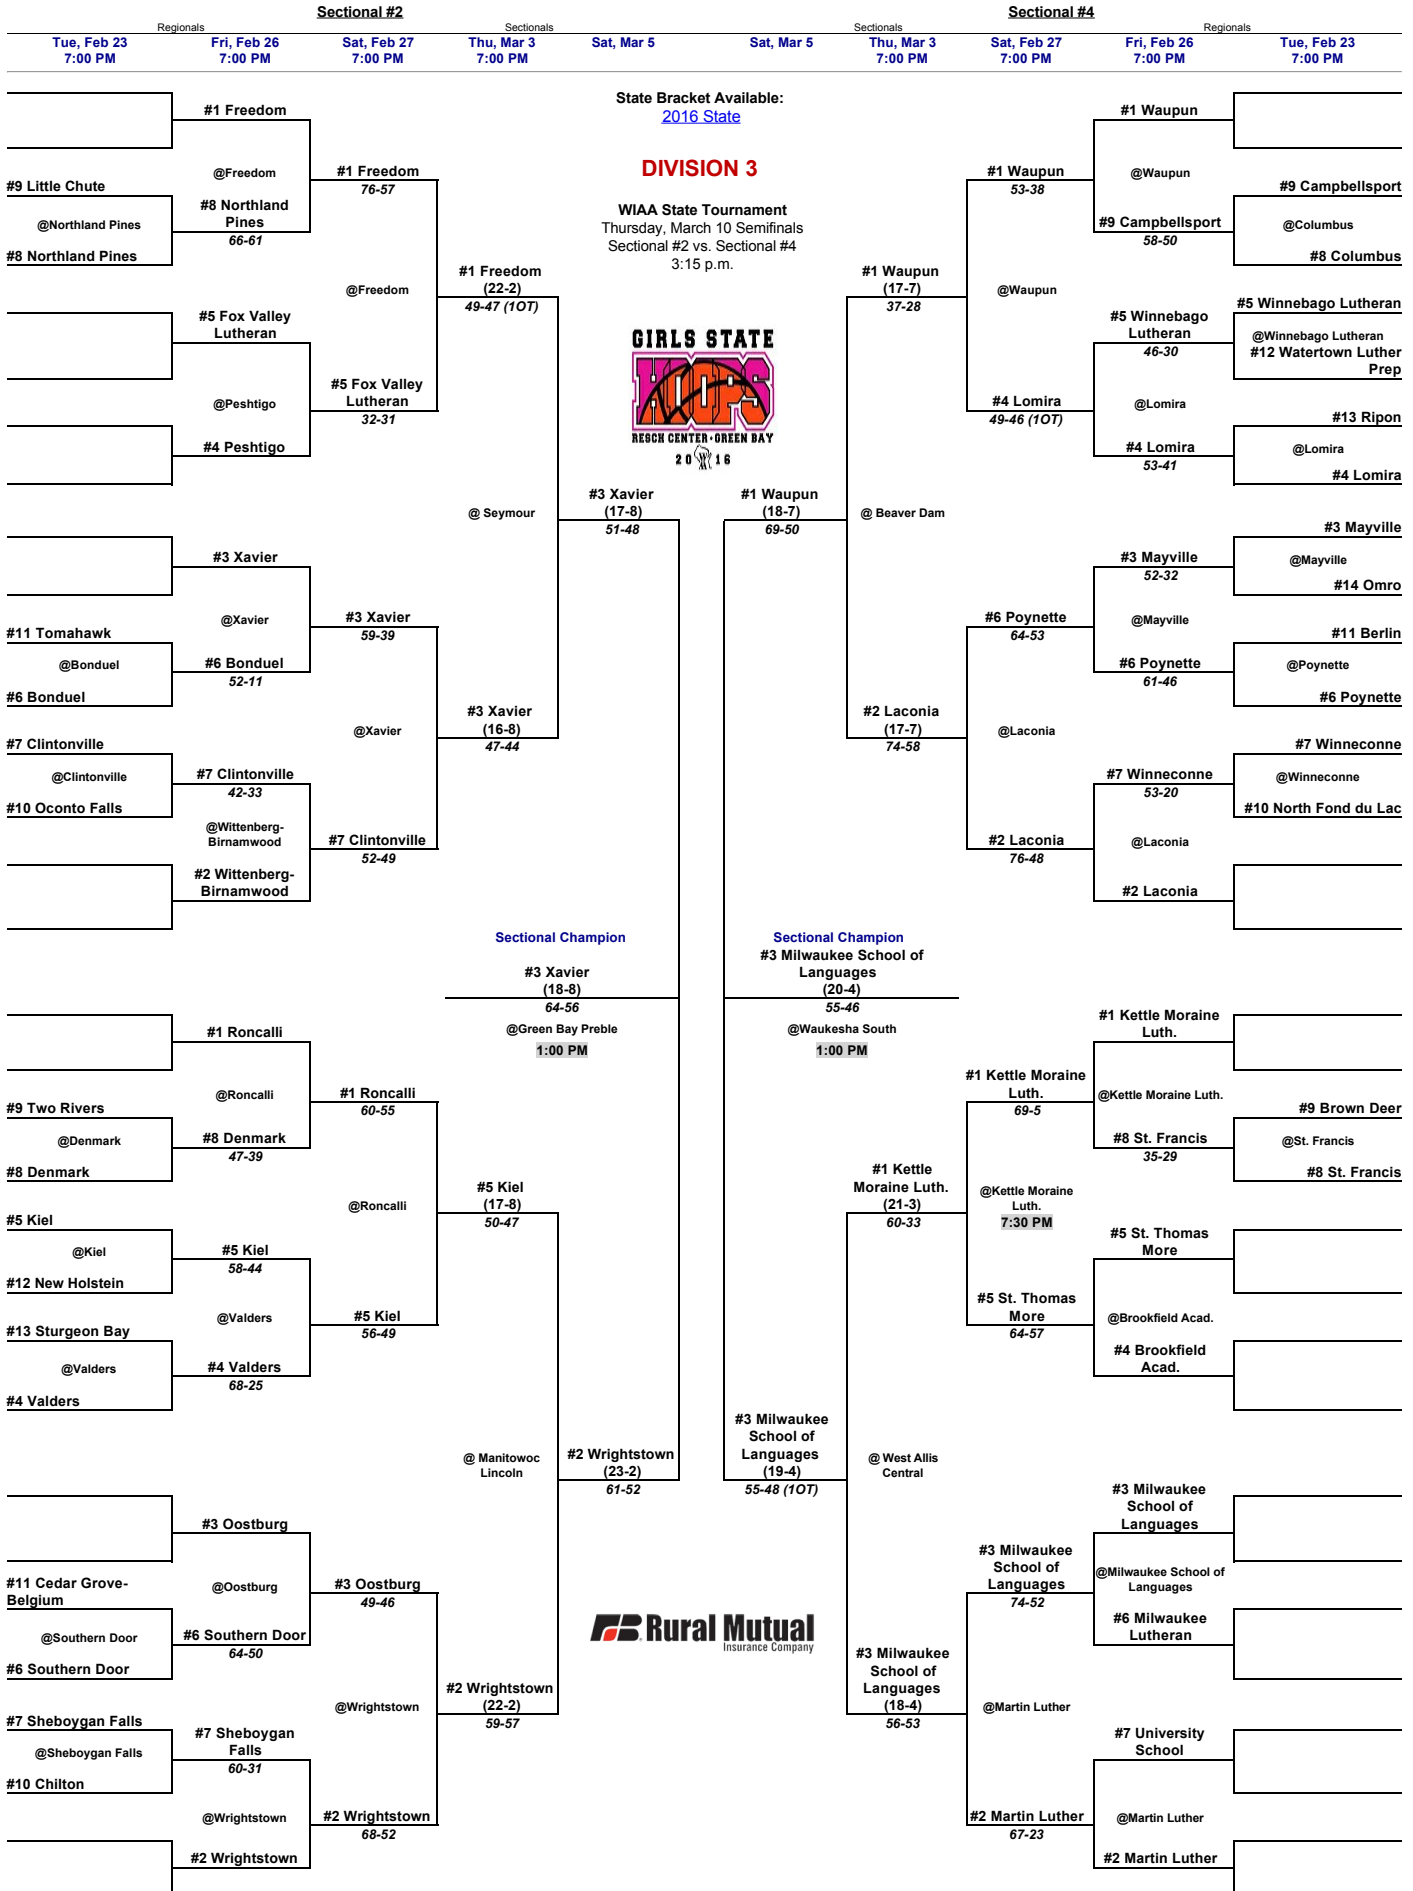 Sectional #2
Sectional #4
Regionals
Sectionals
Sectionals
Regionals
Tue, Feb 23
7:00 PM
Fri, Feb 26
7:00 PM
Sat, Feb 27
7:00 PM
Thu, Mar 3
7:00 PM
Sat, Mar 5
Sat, Mar 5
Thu, Mar 3
7:00 PM
Sat, Feb 27
7:00 PM
Fri, Feb 26
7:00 PM
Tue, Feb 23
7:00 PM
State Bracket Available:
2016 State
DIVISION 3
WIAA State Tournament
Thursday, March 10 Semifinals
Sectional #2 vs. Sectional #4
3:15 p.m.
GIRLS STATE
HOOPS
RESCH CENTER • GREEN BAY
20 16
#9 Little Chute
@Northland Pines
#8 Northland Pines
#11 Tomahawk
@Bonduel
#6 Bonduel
#7 Clintonville
@Clintonville
#10 Oconto Falls
#9 Two Rivers
@Denmark
#8 Denmark
#5 Kiel
@Kiel
#12 New Holstein
#13 Sturgeon Bay
@Valders
#4 Valders
#11 Cedar Grove-
Belgium
@Southern Door
#6 Southern Door
#7 Sheboygan Falls
@Sheboygan Falls
#10 Chilton
#1 Freedom
@Freedom
#8 Northland
Pines
66-61
#5 Fox Valley
Lutheran
@Peshtigo
#4 Peshtigo
#3 Xavier
@Xavier
#6 Bonduel
52-11
#7 Clintonville
42-33
@Wittenberg-
Birnamwood
#2 Wittenberg-
Birnamwood
#1 Roncalli
@Roncalli
#8 Denmark
47-39
#5 Kiel
58-44
@Valders
#4 Valders
68-25
#3 Oostburg
@Oostburg
#6 Southern Door
64-50
#7 Sheboygan
Falls
60-31
@Wrightstown
#2 Wrightstown
#1 Freedom
76-57
@Freedom
#5 Fox Valley
Lutheran
32-31
#3 Xavier
59-39
@Xavier
#7 Clintonville
52-49
#1 Roncalli
60-55
@Roncalli
#5 Kiel
56-49
#3 Oostburg
49-46
@Wrightstown
#2 Wrightstown
68-52
#1 Freedom
(22-2)
49-47 (1OT)
@ Seymour
#3 Xavier
(16-8)
47-44
#5 Kiel
(17-8)
50-47
@ Manitowoc
Lincoln
#2 Wrightstown
(22-2)
59-57
#3 Xavier
(17-8)
51-48
Sectional Champion
#3 Xavier
(18-8)
64-56
@Green Bay Preble
1:00 PM
#2 Wrightstown
(23-2)
61-52
Rural Mutual
Insurance Company
#1 Waupun
(18-7)
69-50
Sectional Champion
#3 Milwaukee School of
Languages
(20-4)
55-46
@Waukesha South
1:00 PM
#3 Milwaukee
School of
Languages
(19-4)
55-48 (1OT)
#1 Waupun
(17-7)
37-28
@ Beaver Dam
#2 Laconia
(17-7)
74-58
#1 Kettle
Moraine Luth.
(21-3)
60-33
@ West Allis
Central
#3 Milwaukee
School of
Languages
(18-4)
56-53
#1 Waupun
53-38
@Waupun
#4 Lomira
49-46 (1OT)
#6 Poynette
64-53
@Laconia
#2 Laconia
76-48
#1 Kettle Moraine
Luth.
69-5
@Kettle Moraine
Luth.
7:30 PM
#5 St. Thomas
More
64-57
#3 Milwaukee
School of
Languages
74-52
@Martin Luther
#2 Martin Luther
67-23
#1 Waupun
@Waupun
#9 Campbellsport
58-50
#5 Winnebago
Lutheran
46-30
@Lomira
#4 Lomira
53-41
#3 Mayville
52-32
@Mayville
#6 Poynette
61-46
#7 Winneconne
53-20
@Laconia
#2 Laconia
#1 Kettle Moraine
Luth.
@Kettle Moraine Luth.
#8 St. Francis
35-29
#5 St. Thomas
More
@Brookfield Acad.
#4 Brookfield
Acad.
#3 Milwaukee
School of
Languages
@Milwaukee School of
Languages
#6 Milwaukee
Lutheran
#7 University
School
@Martin Luther
#2 Martin Luther
#9 Campbellsport
@Columbus
#8 Columbus
#5 Winnebago Lutheran
@Winnebago Lutheran
#12 Watertown Luther
Prep
#13 Ripon
@Lomira
#4 Lomira
#3 Mayville
@Mayville
#14 Omro
#11 Berlin
@Poynette
#6 Poynette
#7 Winneconne
@Winneconne
#10 North Fond du Lac
#9 Brown Deer
@St. Francis
#8 St. Francis